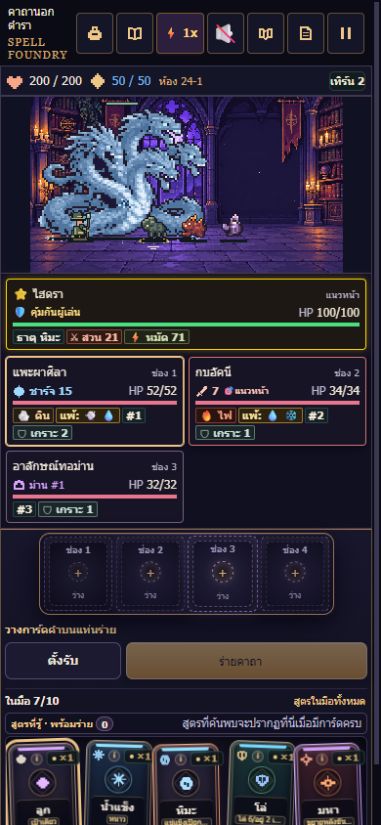 คาถานอก
ตำรา
SPELL
FOUNDRY
1x
200 / 200 50 / 50 ห้อง 24-1 เทิร์น 2
ไฮดรา แนวหน้า
คุ้มกันผู้เล่น HP 100/100
ธาตุ หิมะ สวน 21 หมัด 71
แพะผาศิลา ช่อง 1
ชาร์จ 15 HP 52/52
ดิน แพ้: #1
เกราะ 2
กบอัคนี ช่อง 2
7 แนวหน้า HP 34/34
ไฟ แพ้: #2
เกราะ 1
อาลักษณ์ทอม่าน ช่อง 3
ม่าน #1 HP 32/32
#3 เกราะ 1
ช่อง 1 ช่อง 2 ช่อง 3 ช่อง 4
+ + + +
ว่าง ว่าง ว่าง ว่าง
วางการ์ดคำบนแท่นร่าย
ตั้งรับ ร่ายคาถา
ในมือ 7/10 สูตรในมือทั้งหมด
สูตรที่รู้ · พร้อมร่าย 0 สูตรที่ค้นพบจะปรากฏที่นี่เมื่อมีการ์ดครบ
×1 ×1 ×1 ×1 ×1
ลูก น้ำแข็ง หิมะ โล่ มหา
เป้าเดียว หนาว